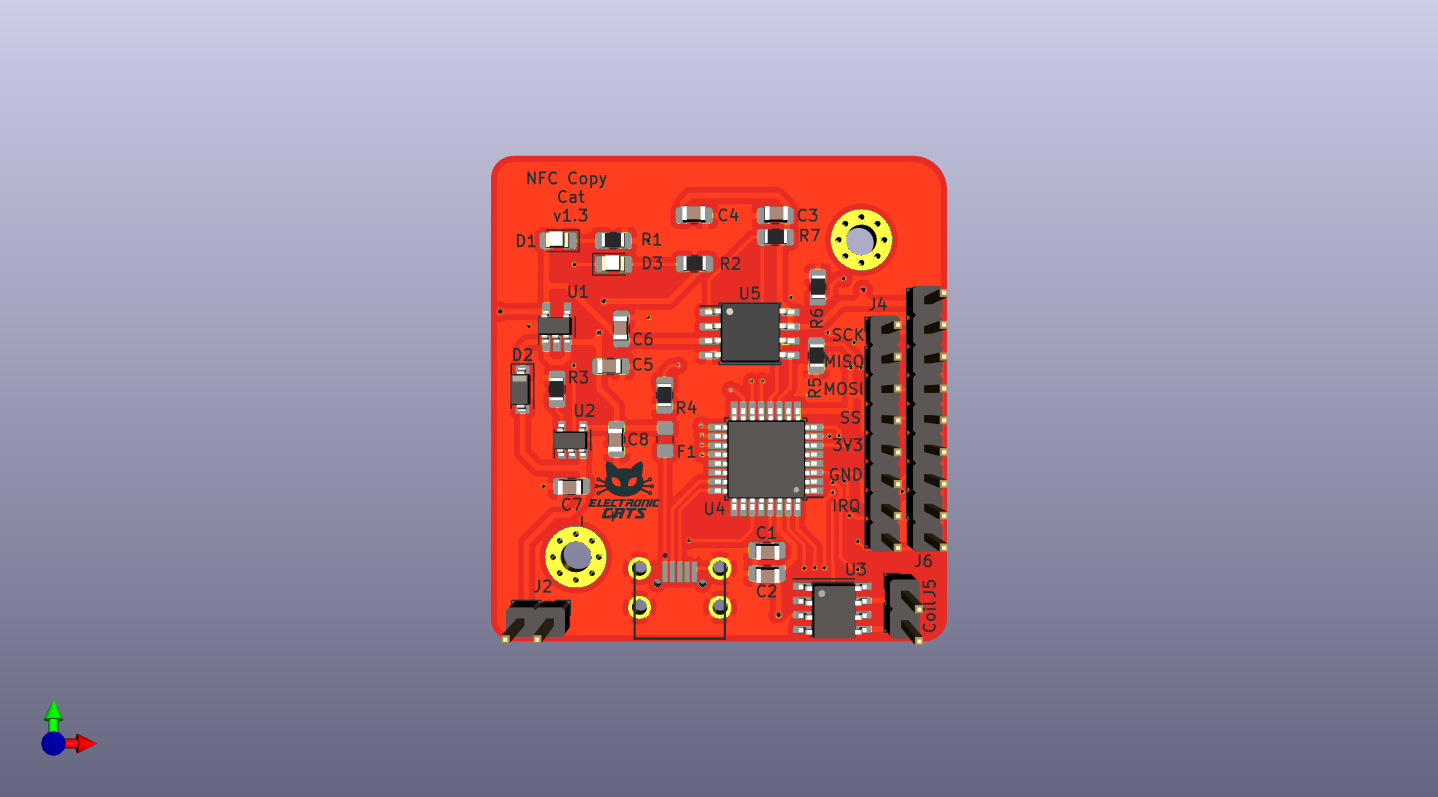 NFC Copy
Cat
v1.3
C4
C3
D1
R1
R7
D3
R2
U1
U5
R6
J4
SCK
C6
D2
C5
MISO
R3
R5
MOSI
R4
U2
SS
C8
F1
3V3
GND
ELECTRONIC
CATS
C7
U4
IRQ
C1
J6
U3
J2
C2
J5
Coil